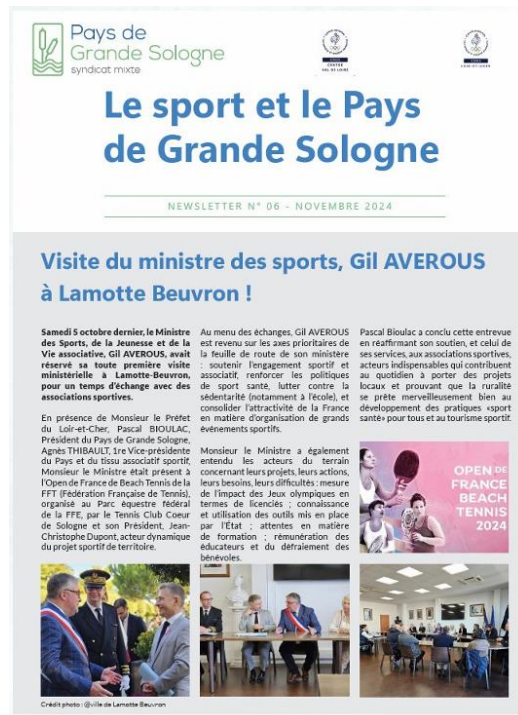 Pays de
Grande Sologne
syndicat mixte
CENTRE
VAL DE LOIRE
LOIR-ET-CHER
Le sport et le Pays
de Grande Sologne
NEWSLETTER N° 06 - NOVEMBRE 2024
Visite du ministre des sports, Gil AVEROUS
à Lamotte Beuvron !
Samedi 5 octobre dernier, le Ministre
des Sports, de la Jeunesse et de la
Vie associative, Gil AVEROUS, avait
réservé sa toute première visite
ministérielle à Lamotte-Beuvron,
pour un temps d'échange avec des
associations sportives.
En présence de Monsieur le Préfet
du Loir-et-Cher, Pascal BIOULAC,
Président du Pays de Grande Sologne,
Agnès THIBAULT, 1re Vice-présidente
du Pays et du tissu associatif sportif,
Monsieur le Ministre était présent à
l'Open de France de Beach Tennis de la
FFT (Fédération Française de Tennis),
organisé au Parc équestre fédéral
de la FFE, par le Tennis Club Coeur
de Sologne et son Président, Jean-
Christophe Dupont, acteur dynamique
du projet sportif de territoire.
Au menu des échanges, Gil AVEROUS
est revenu sur les axes prioritaires de
la feuille de route de son ministère
: soutenir l'engagement sportif et
associatif, renforcer les politiques
de sport santé, lutter contre la
sédentarité (notamment à l'école), et
consolider l'attractivité de la France
en matière d'organisation de grands
événements sportifs.
Monsieur le Ministre a également
entendu les acteurs du terrain
concernant leurs projets, leurs actions,
leurs besoins, leurs difficultés : mesure
de l'impact des Jeux olympiques en
termes de licenciés ; connaissance
et utilisation des outils mis en place
par l'État ; attentes en matière
de formation ; rémunération des
éducateurs et du défraiement des
bénévoles.
Pascal Bioulac a conclu cette entrevue
en réaffirmant son soutien, et celui de
ses services, aux associations sportives,
acteurs indispensables qui contribuent
au quotidien à porter des projets
locaux et prouvant que la ruralité
se prête merveilleusement bien au
développement des pratiques «sport
santé» pour tous et au tourisme sportif.
OPEN DE
FRANCE
BEACH
TENNIS
2024
Crédit photo : @ville de Lamotte Beuvron